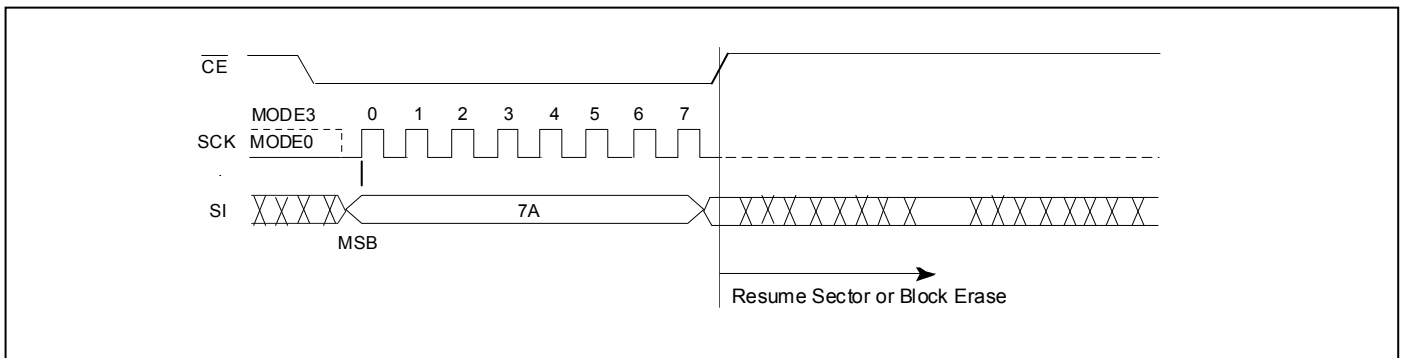 CE
MODE3 0 1 2 3 4 5 6 7
SCK MODE0
SI 7A
MSB
Resume Sector or Block Erase